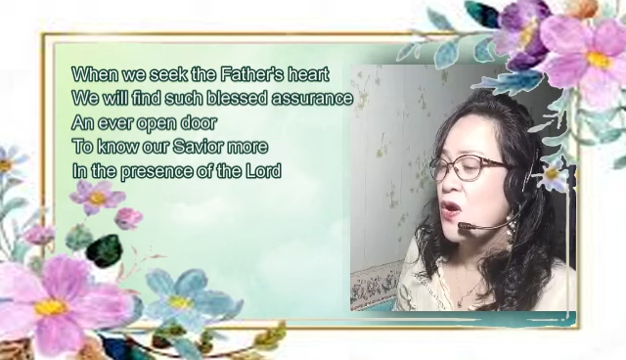 When we seek the Father's heart
We will find such blessed assurance
An ever open door
To know our Savior more
In the presence of the Lord